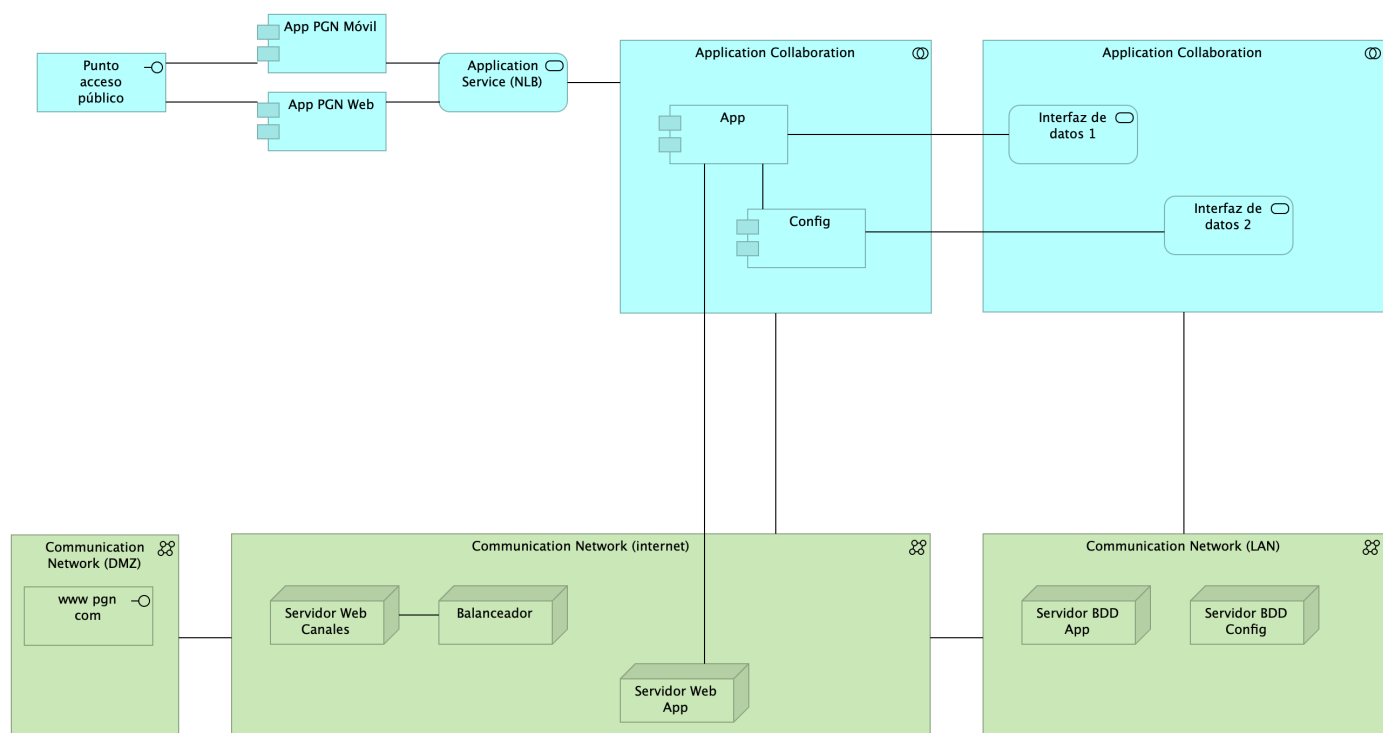 App PGN Móvil
Punto
acceso
público
App PGN Web
Application
Service (NLB)
Application Collaboration
App
Config
Application Collaboration
Interfaz de
datos 1
Interfaz de
datos 2
Communication
Network (DMZ)
www pgn
com
Communication Network (internet)
Servidor Web
Canales
Balanceador
Servidor Web
App
Communication Network (LAN)
Servidor BDD
App
Servidor BDD
Config